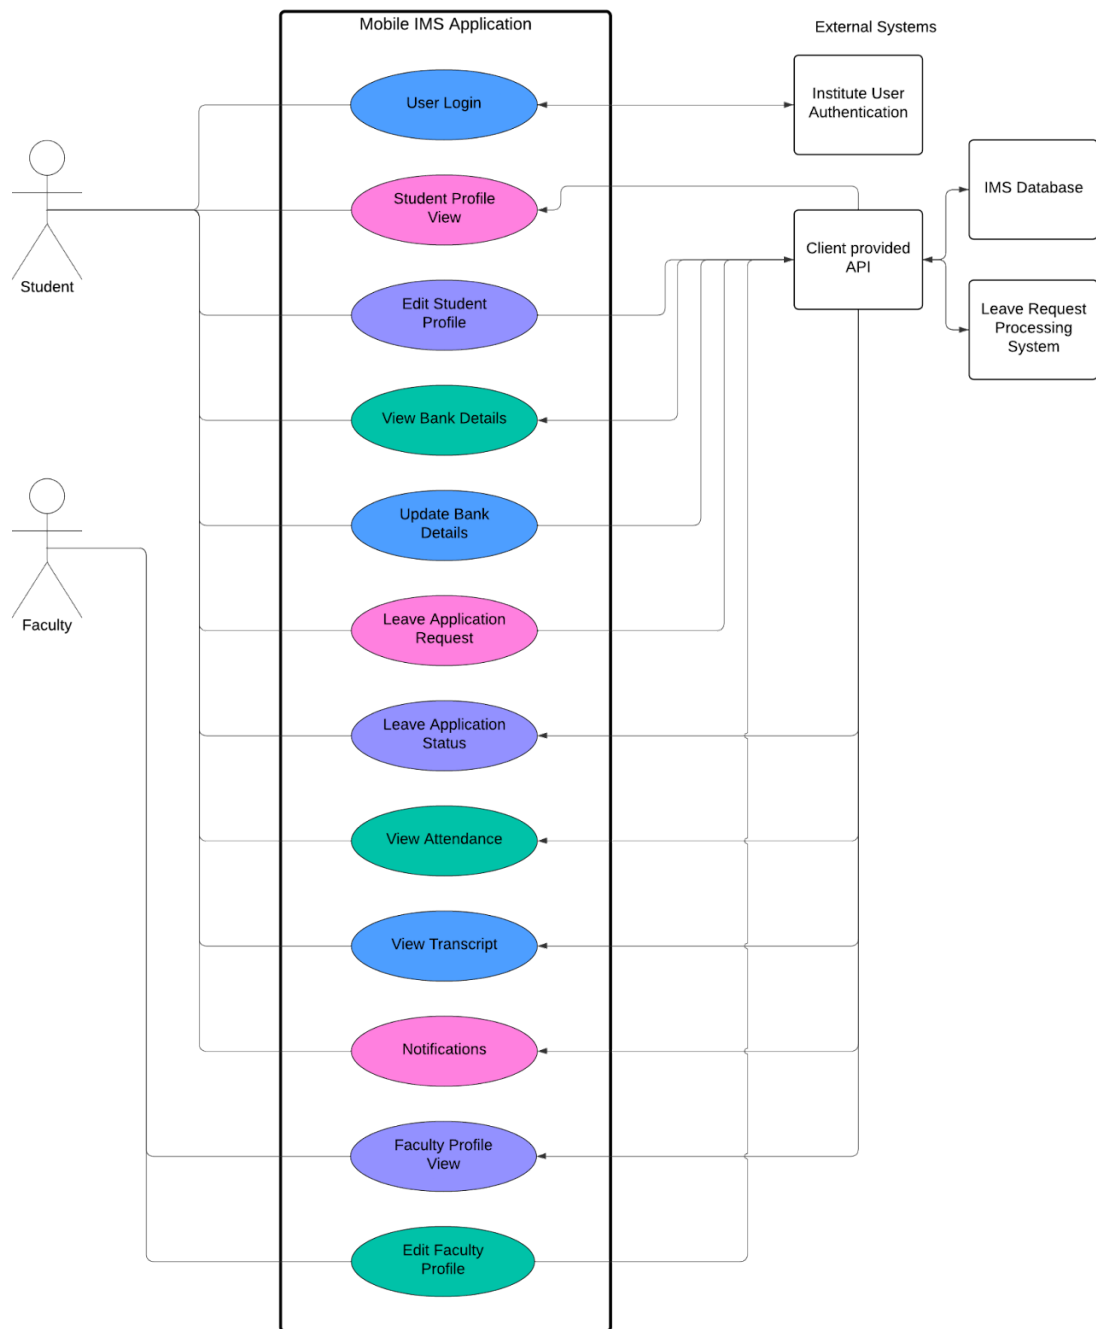 Mobile IMS Application
External Systems
User Login
Institute User
Authentication
Student Profile
View
IMS Database
Client provided
API
Student
Edit Student
Profile
Leave Request
Processing
System
View Bank Details
Update Bank
Details
Faculty
Leave Application
Request
Leave Application
Status
View Attendance
View Transcript
Notifications
Faculty Profile
View
Edit Faculty
Profile